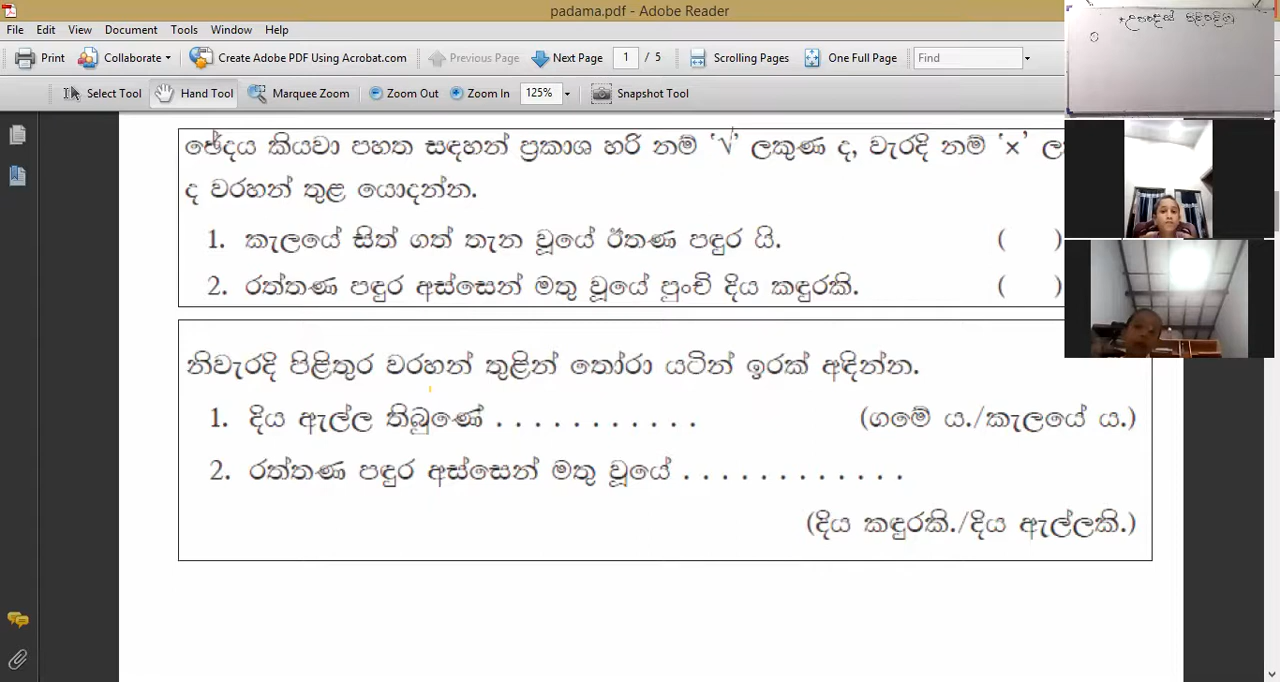 padama.pdf - Adobe Reader
File Edit View Document Tools Window Help
Print Collaborate Create Adobe PDF Using Acrobat.com Previous Page Next Page 1 / 5 Scrolling Pages One Full Page Find
Select Tool Hand Tool Marquee Zoom Zoom Out Zoom In 125% Snapshot Tool
ඡේදය කියවා පහත සඳහන් ප්‍රකාශ හරි නම් ‘√’ ලකුණ ද, වැරදි නම් ‘×’
ද වරහන් තුළ යොදන්න.
1. කැලයේ සිත් ගත් තැන වූයේ ඊතණ පඳුර යි. ( )
2. රත්තණ පඳුර අස්සෙන් මතු වූයේ පුංචි දිය කඳුරකි. ( )
නිවැරදි පිළිතුර වරහන් තුළින් තෝරා යටින් ඉරක් අඳින්න.
1. දිය ඇල්ල තිබුණේ . . . . . . . . . . . (ගමේ ය./කැලයේ ය.)
2. රත්තණ පඳුර අස්සෙන් මතු වූයේ . . . . . . . . . . . .
(දිය කඳුරකි./දිය ඇල්ලකි.)